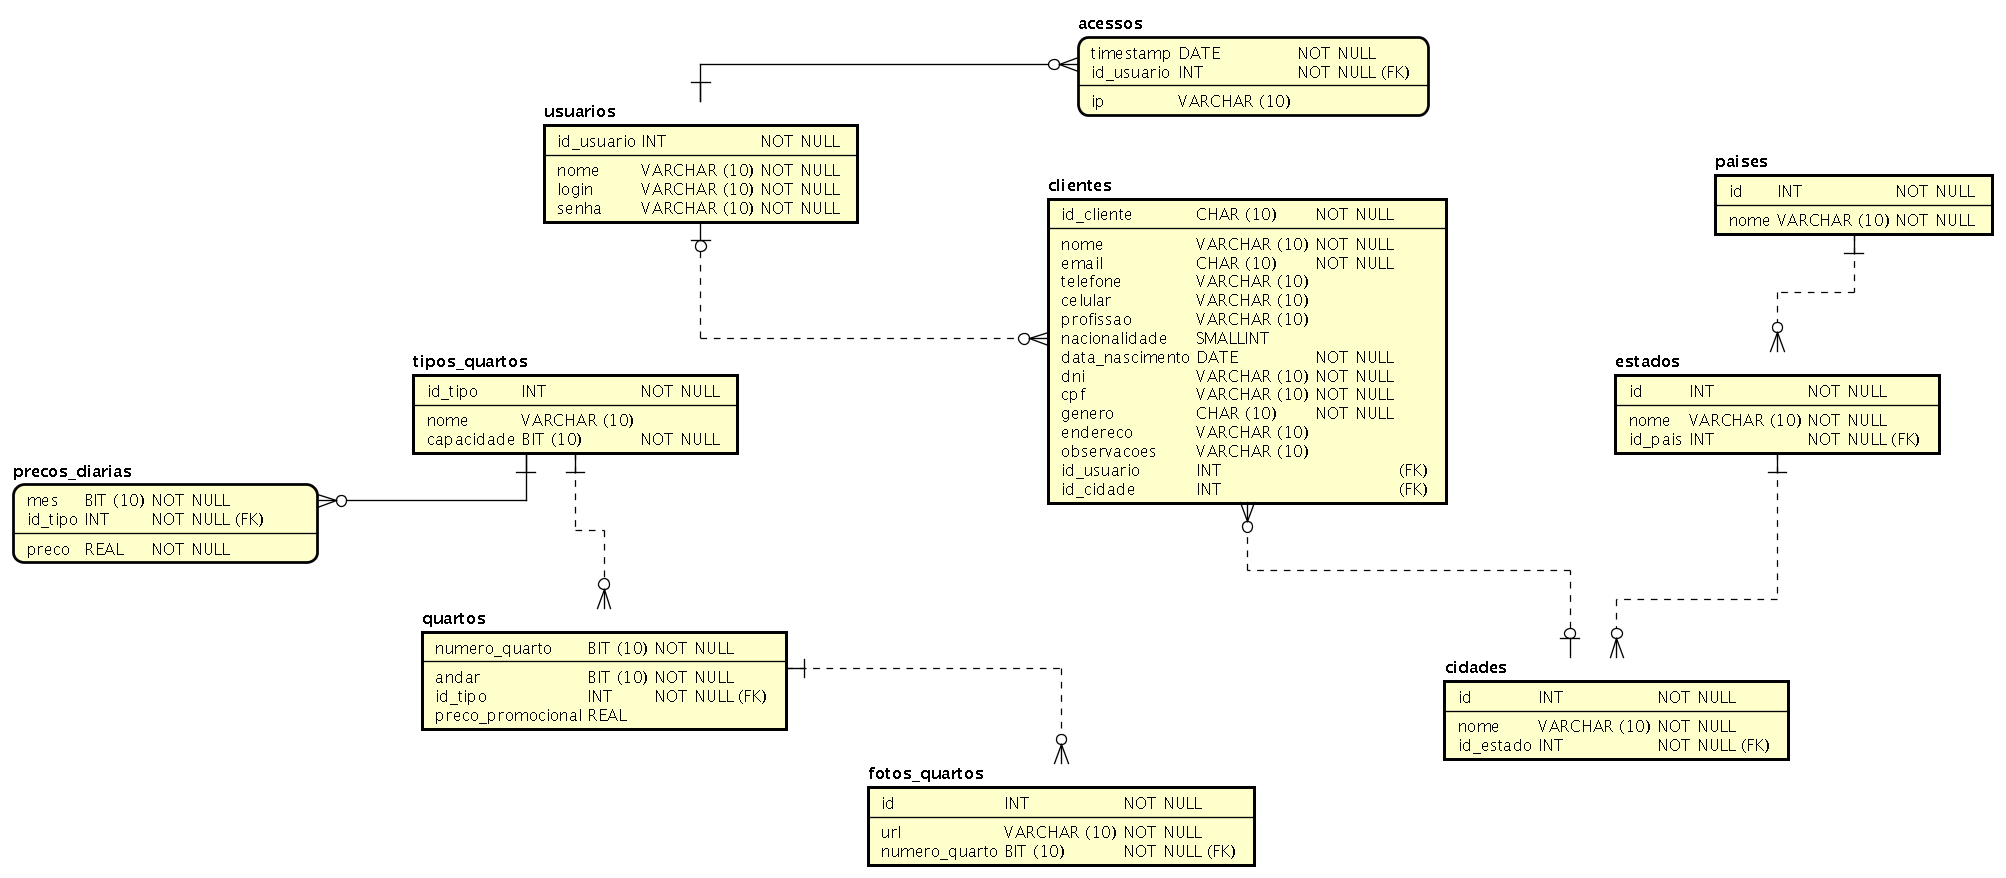 acessos
timestamp DATE NOT NULL
id_usuario INT NOT NULL (FK)
ip VARCHAR (10)
usuarios
id_usuario INT NOT NULL
nome VARCHAR (10) NOT NULL
login VARCHAR (10) NOT NULL
senha VARCHAR (10) NOT NULL
paises
id INT NOT NULL
nome VARCHAR (10) NOT NULL
clientes
id_cliente CHAR (10) NOT NULL
nome VARCHAR (10) NOT NULL
email CHAR (10) NOT NULL
telefone VARCHAR (10)
celular VARCHAR (10)
profissao VARCHAR (10)
nacionalidade SMALLINT
data_nascimento DATE NOT NULL
dni VARCHAR (10) NOT NULL
cpf VARCHAR (10) NOT NULL
genero CHAR (10) NOT NULL
endereco VARCHAR (10)
observacoes VARCHAR (10)
id_usuario INT (FK)
id_cidade INT (FK)
tipos_quartos
id_tipo INT NOT NULL
nome VARCHAR (10)
capacidade BIT (10) NOT NULL
estados
id INT NOT NULL
nome VARCHAR (10) NOT NULL
id_pais INT NOT NULL (FK)
precos_diarias
mes BIT (10) NOT NULL
id_tipo INT NOT NULL (FK)
preco REAL NOT NULL
quartos
numero_quarto BIT (10) NOT NULL
andar BIT (10) NOT NULL
id_tipo INT NOT NULL (FK)
preco_promocional REAL
cidades
id INT NOT NULL
nome VARCHAR (10) NOT NULL
id_estado INT NOT NULL (FK)
fotos_quartos
id INT NOT NULL
url VARCHAR (10) NOT NULL
numero_quarto BIT (10) NOT NULL (FK)